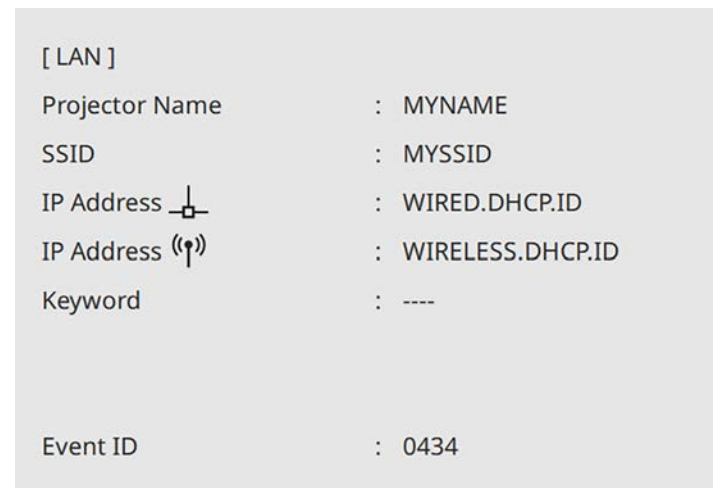 [ LAN ]
Projector Name : MYNAME
SSID : MYSSID
IP Address : WIRED.DHCP.ID
IP Address : WIRELESS.DHCP.ID
Keyword : ----
Event ID : 0434